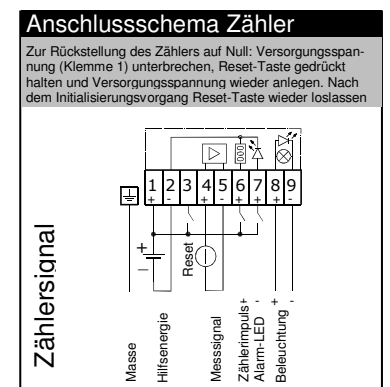 Anschlussschema Zähler
Zur Rückstellung des Zählers auf Null: Versorgungsspan-
nung (Klemme 1) unterbrechen, Reset-Taste gedrückt
halten und Versorgungsspannung wieder anlegen. Nach
dem Initialisierungsvorgang Reset-Taste wieder loslassen
000
1 2 3 4 5 6 7 8 9
+ - + - + + + -
+
–
Reset
Zählersignal
Masse
Hilfsenergie
Messsignal
Zählerimpuls+
Alarm-LED -
Beleuchtung + -